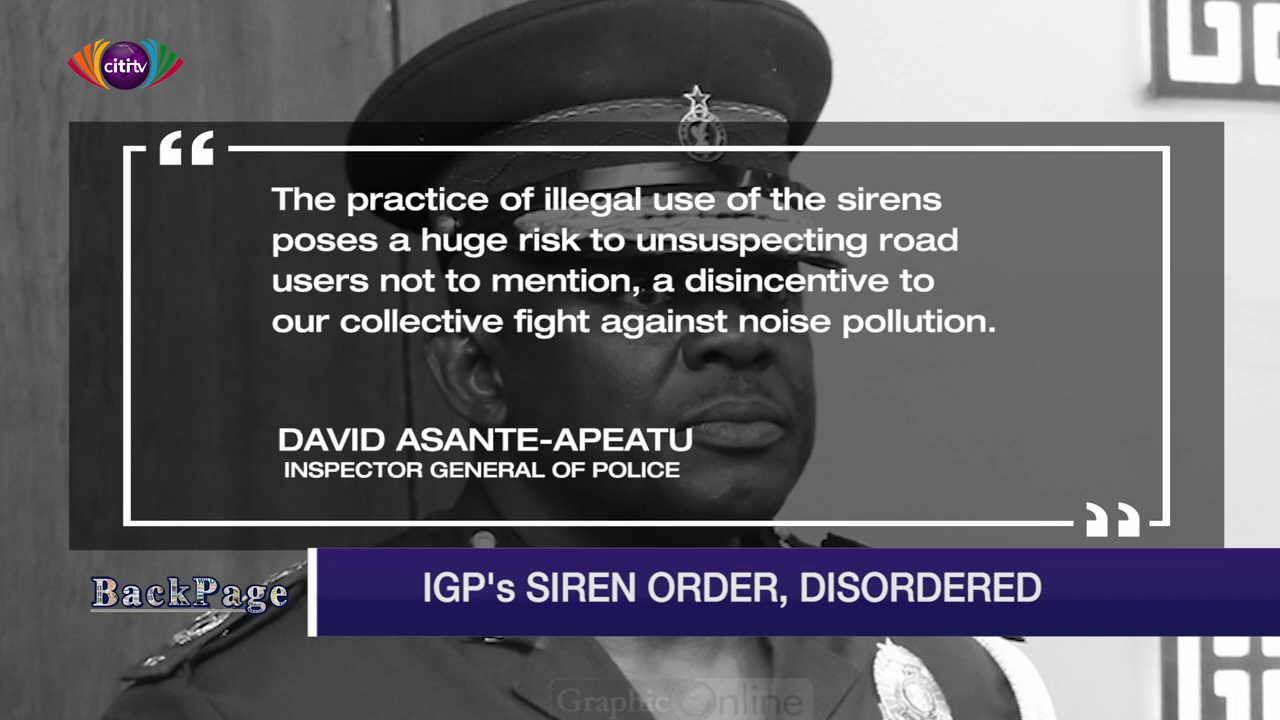 citi tv
The practice of illegal use of the sirens
poses a huge risk to unsuspecting road
users not to mention, a disincentive to
our collective fight against noise pollution.
DAVID ASANTE-APEATU
INSPECTOR GENERAL OF POLICE
BackPage
IGP's SIREN ORDER, DISORDERED
Graphic Online